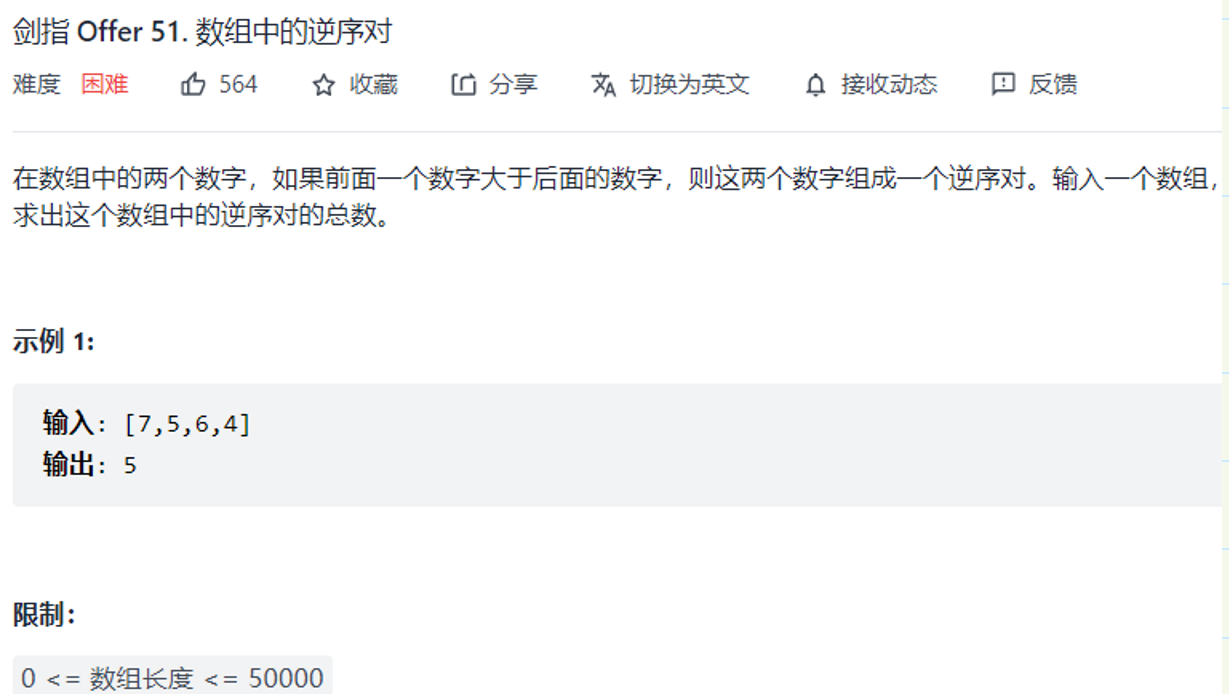 剑指 Offer 51. 数组中的逆序对
难度 困难 564 收藏 分享 切换为英文 接收动态 反馈
在数组中的两个数字，如果前面一个数字大于后面的数字，则这两个数字组成一个逆序对。输入一个数组，
求出这个数组中的逆序对的总数。
示例 1:
输入: [7,5,6,4]
输出: 5
限制：
0 <= 数组长度 <= 50000